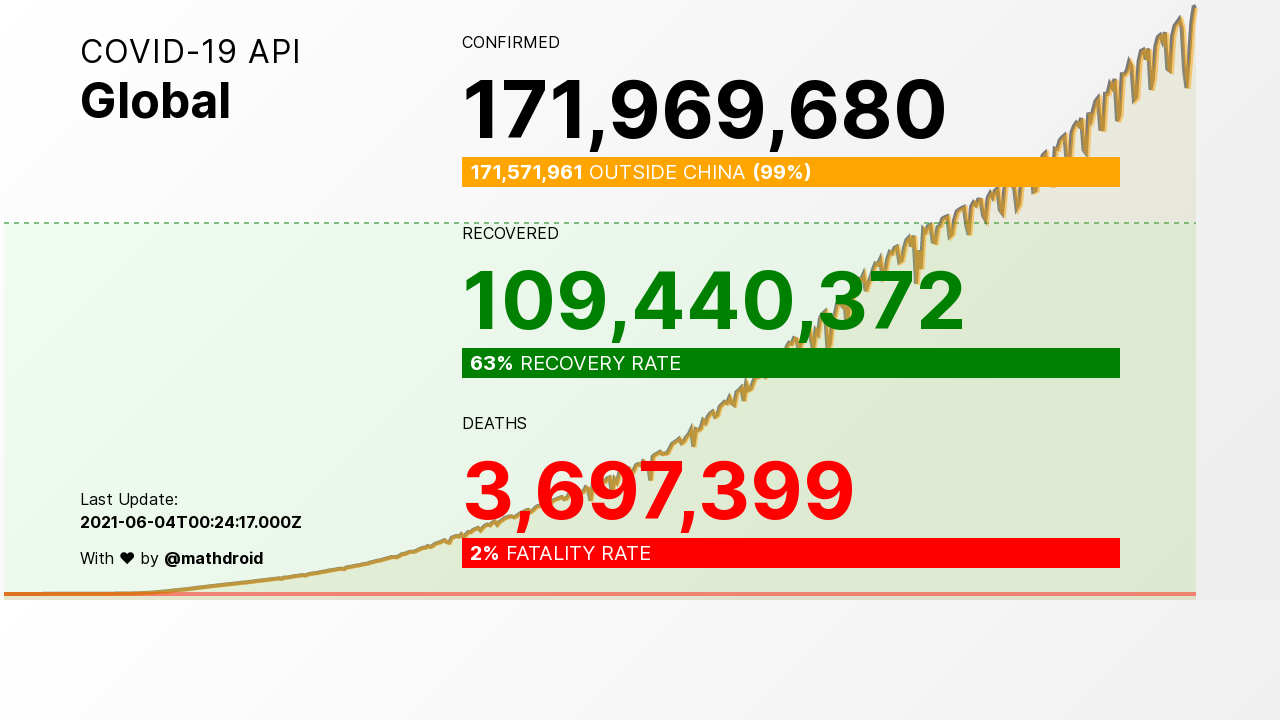 COVID-19 API
Global
CONFIRMED
171,969,680
171,571,961 OUTSIDE CHINA (99%)
RECOVERED
109,440,372
63% RECOVERY RATE
DEATHS
3,697,399
2% FATALITY RATE
Last Update:
2021-06-04T00:24:17.000Z
With ♥ by @mathdroid